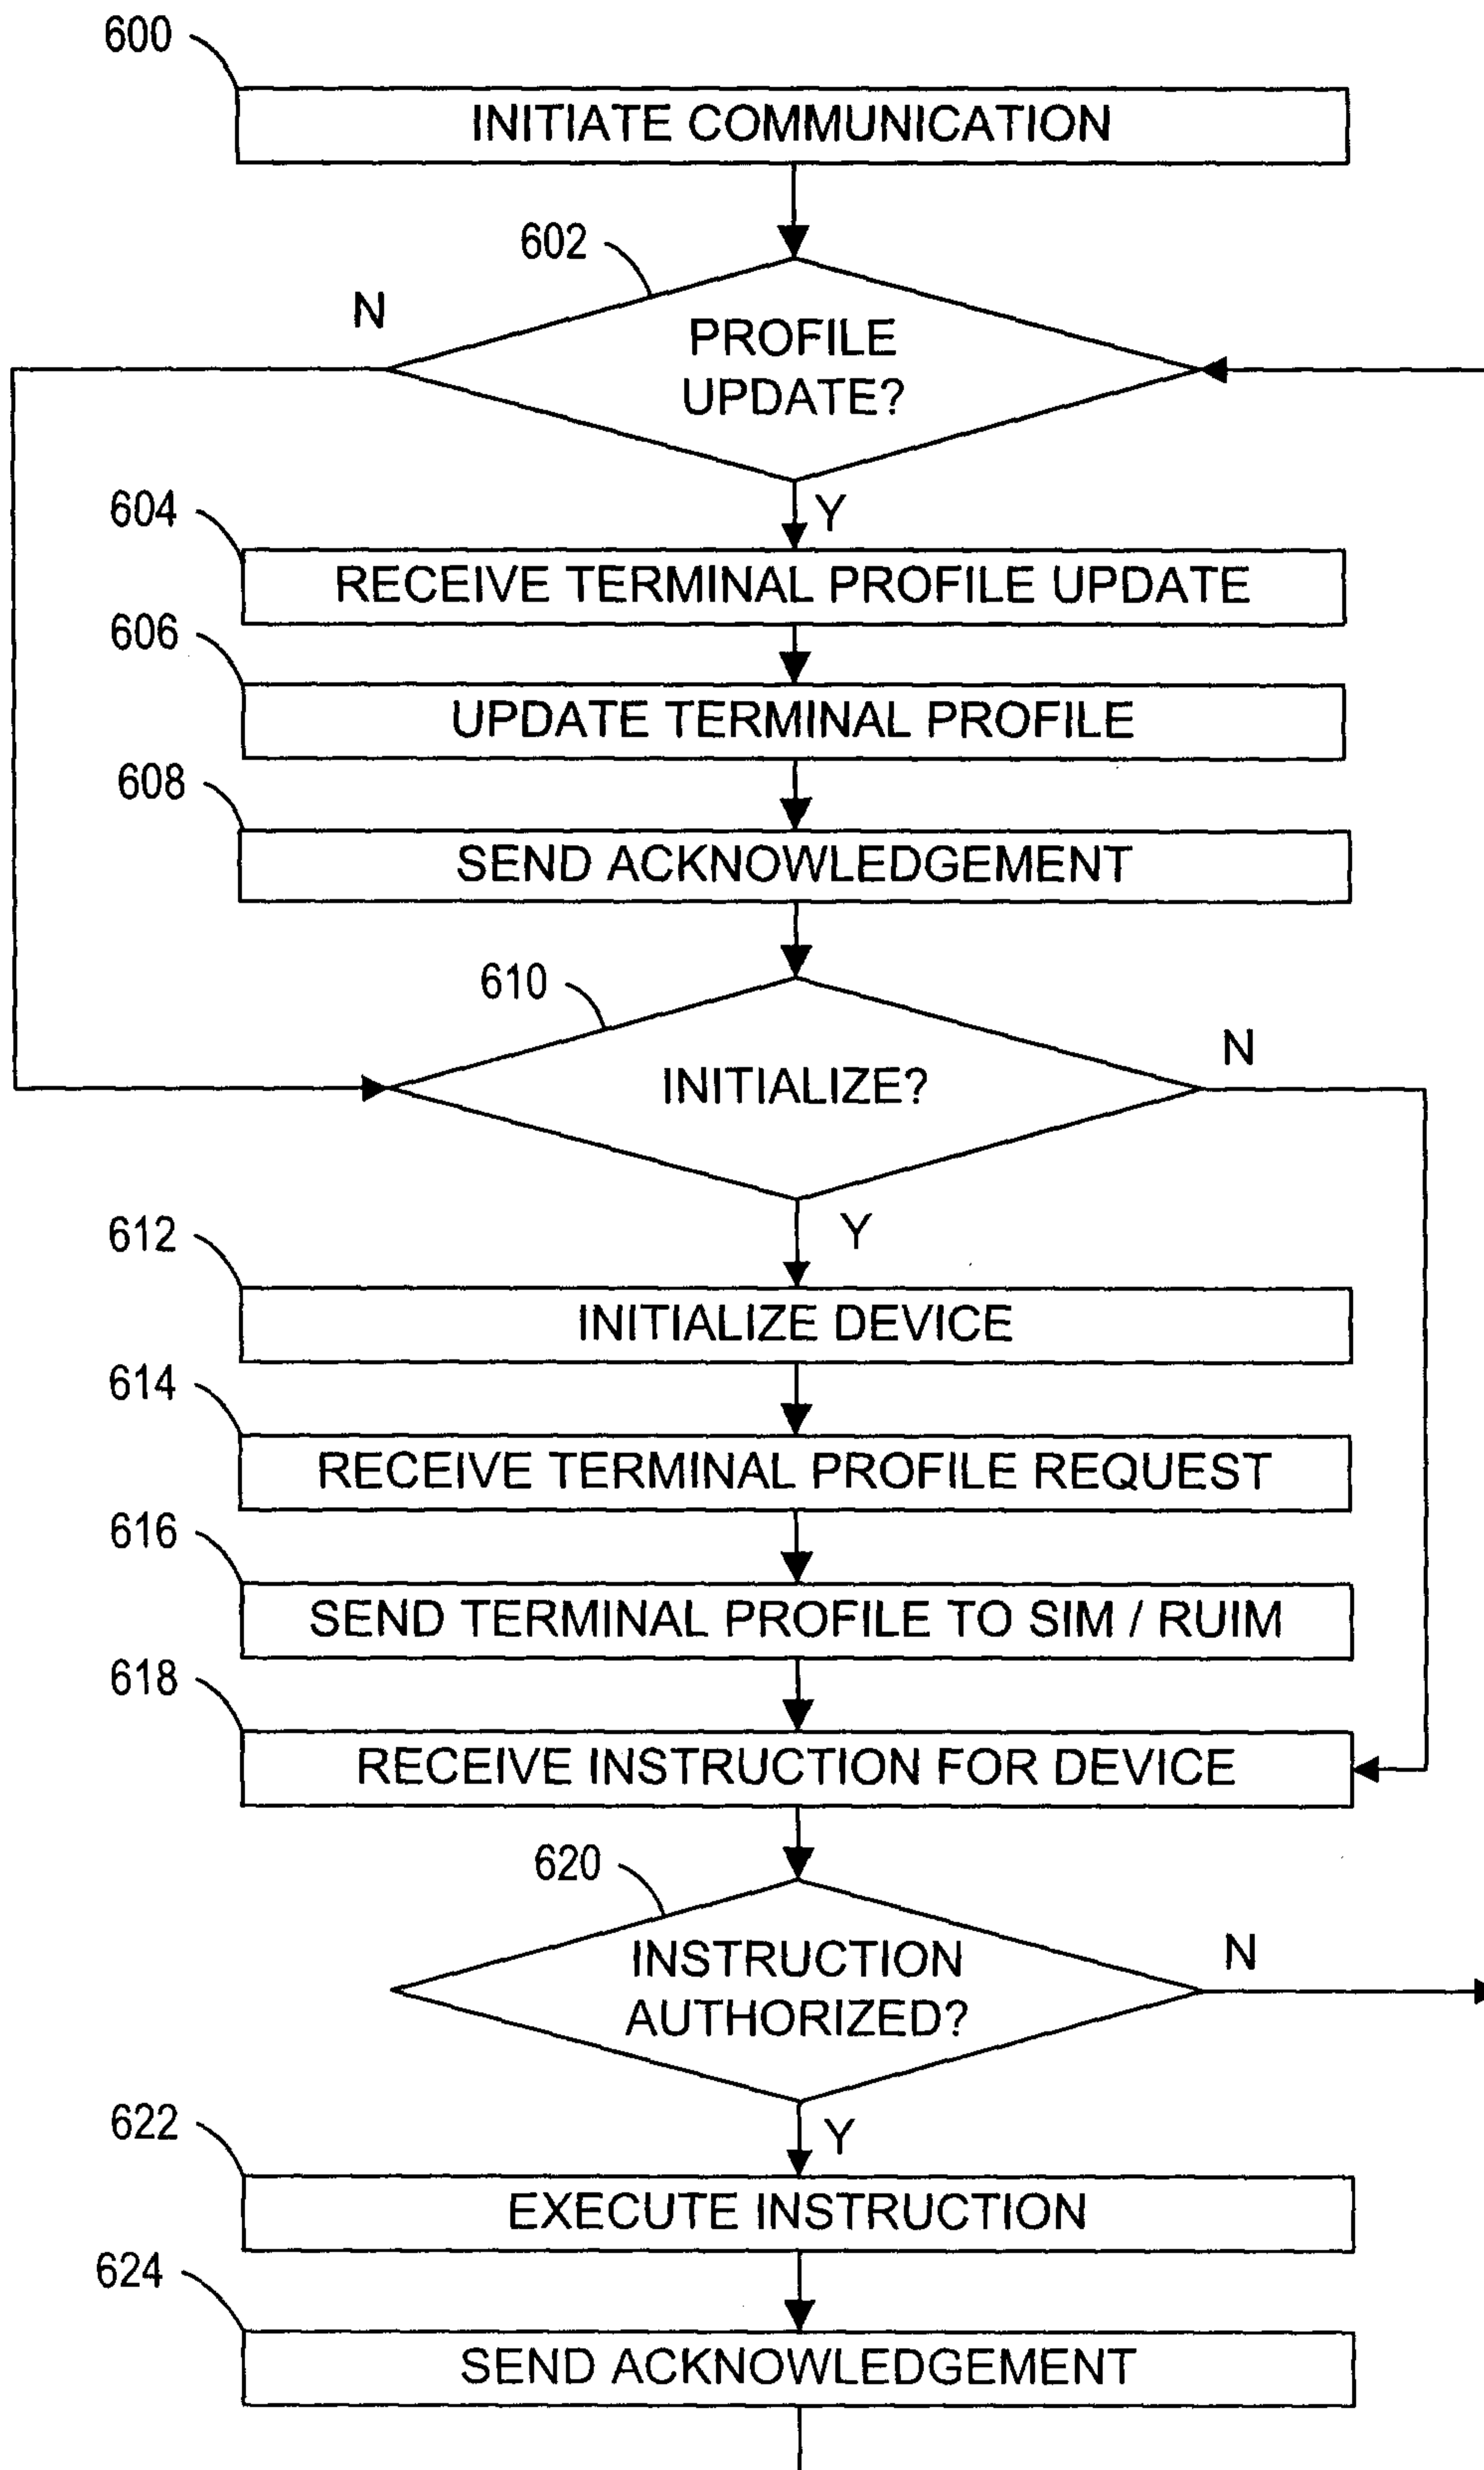 600
INITIATE COMMUNICATION
602
N
PROFILE
UPDATE?
Y
604
RECEIVE TERMINAL PROFILE UPDATE
606
UPDATE TERMINAL PROFILE
608
SEND ACKNOWLEDGEMENT
610
N
INITIALIZE?
Y
612
INITIALIZE DEVICE
614
RECEIVE TERMINAL PROFILE REQUEST
616
SEND TERMINAL PROFILE TO SIM / RUIM
618
RECEIVE INSTRUCTION FOR DEVICE
620
N
INSTRUCTION
AUTHORIZED?
Y
622
EXECUTE INSTRUCTION
624
SEND ACKNOWLEDGEMENT